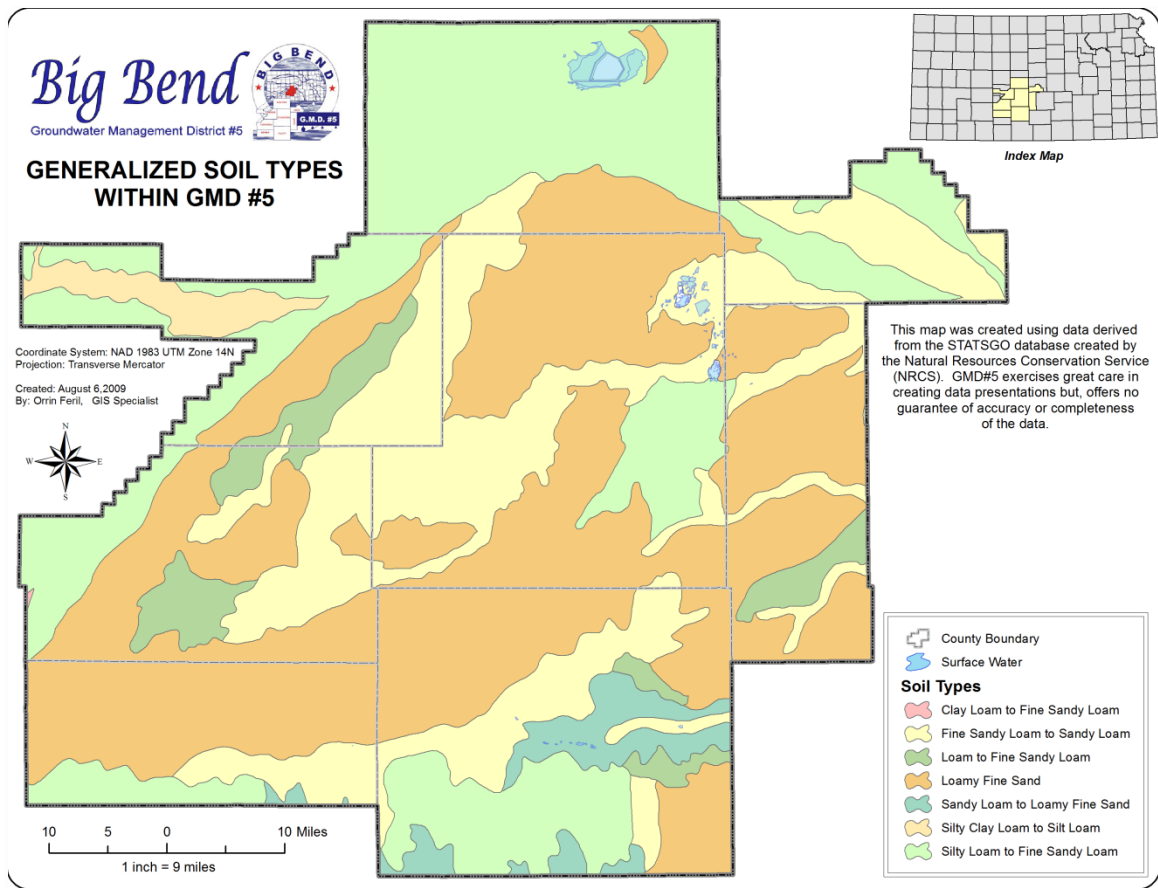 Big Bend
Groundwater Management District #5
BIG BEND
G.M.D. #5
GENERALIZED SOIL TYPES
WITHIN GMD #5
Index Map
Coordinate System: NAD 1983 UTM Zone 14N
Projection: Transverse Mercator
Created: August 6,2009
By: Orrin Feril, GIS Specialist
N
W
E
S
This map was created using data derived
from the STATSGO database created by
the Natural Resources Conservation Service
(NRCS). GMD#5 exercises great care in
creating data presentations but, offers no
guarantee of accuracy or completeness
of the data.
County Boundary
Surface Water
Soil Types
Clay Loam to Fine Sandy Loam
Fine Sandy Loam to Sandy Loam
Loam to Fine Sandy Loam
Loamy Fine Sand
Sandy Loam to Loamy Fine Sand
Silty Clay Loam to Silt Loam
Silty Loam to Fine Sandy Loam
10 5 0 10 Miles
1 inch = 9 miles